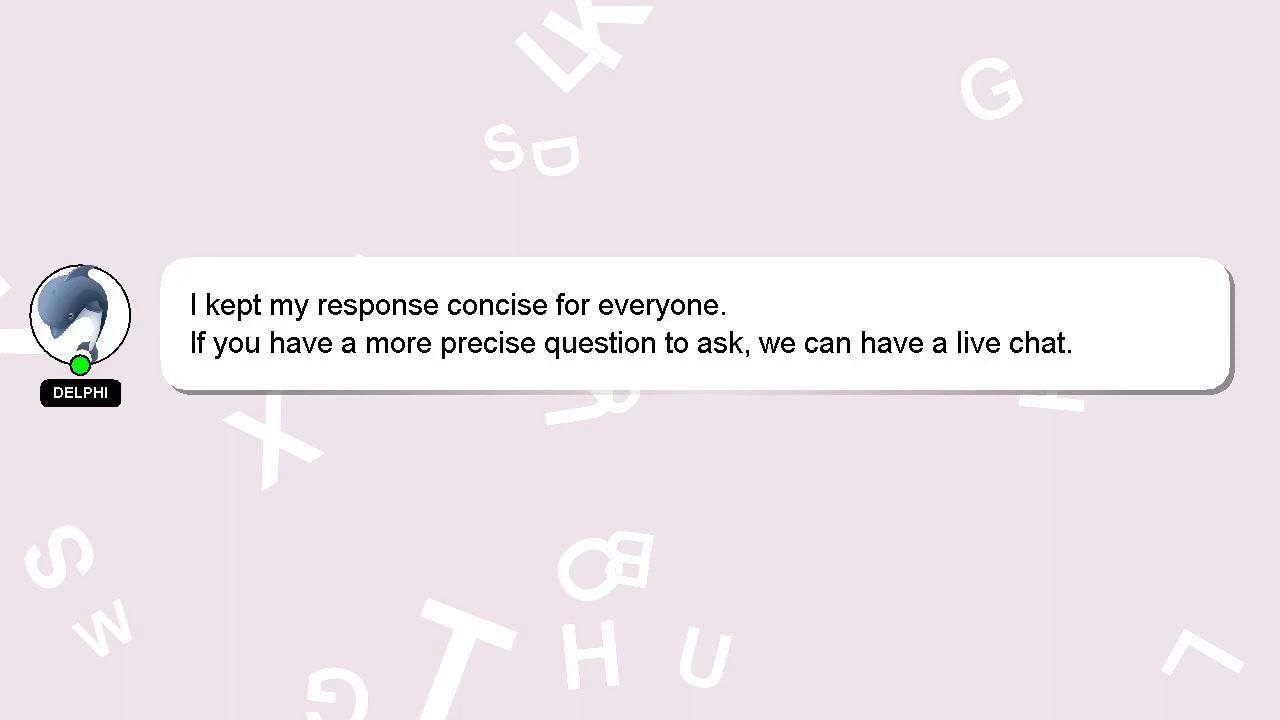 LK
G
S
D
I kept my response concise for everyone.
If you have a more precise question to ask, we can have a live chat.
DELPHI
X
S
C
B
W
T
H
U
L
G